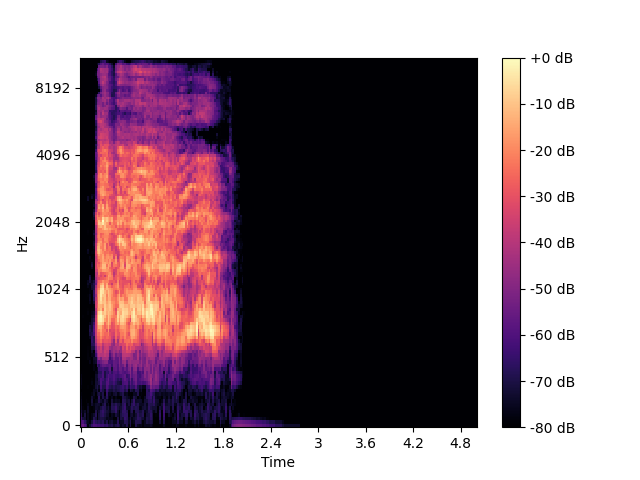 8192
4096
2048
1024
512
0
Hz
0 0.6 1.2 1.8 2.4 3 3.6 4.2 4.8
Time
+0 dB
-10 dB
-20 dB
-30 dB
-40 dB
-50 dB
-60 dB
-70 dB
-80 dB